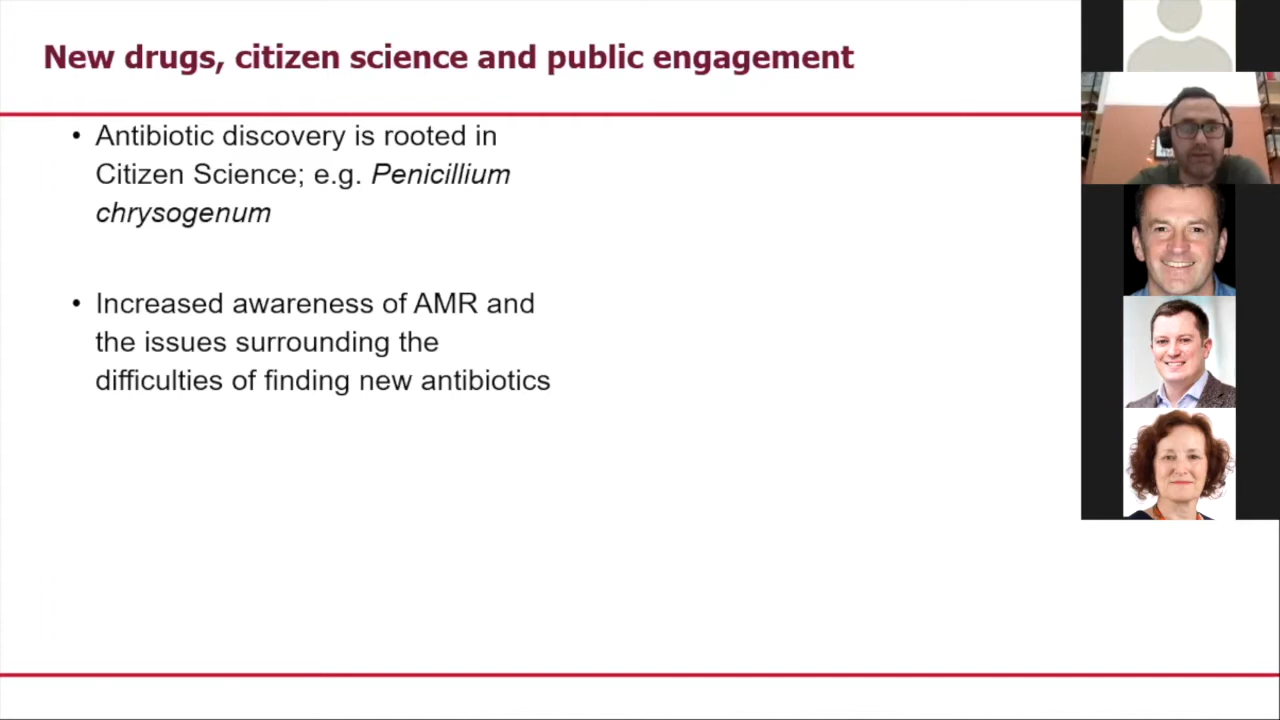 New drugs, citizen science and public engagement
• Antibiotic discovery is rooted in
Citizen Science; e.g. Penicillium
chrysogenum
• Increased awareness of AMR and
the issues surrounding the
difficulties of finding new antibiotics